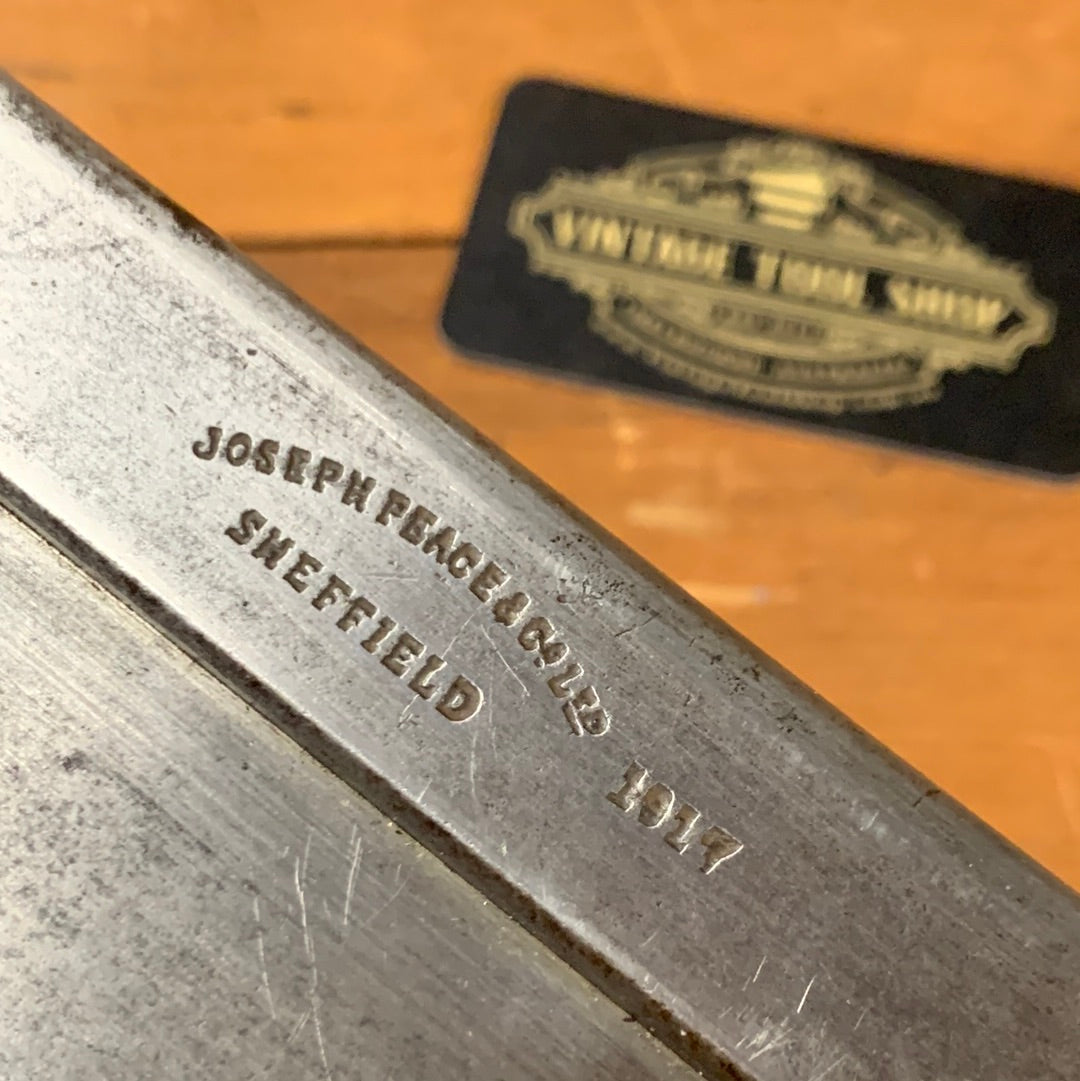 VINTAGE TOOL SHOP
JOSEPH PEACE & CO LTD
SHEFFIELD
1917